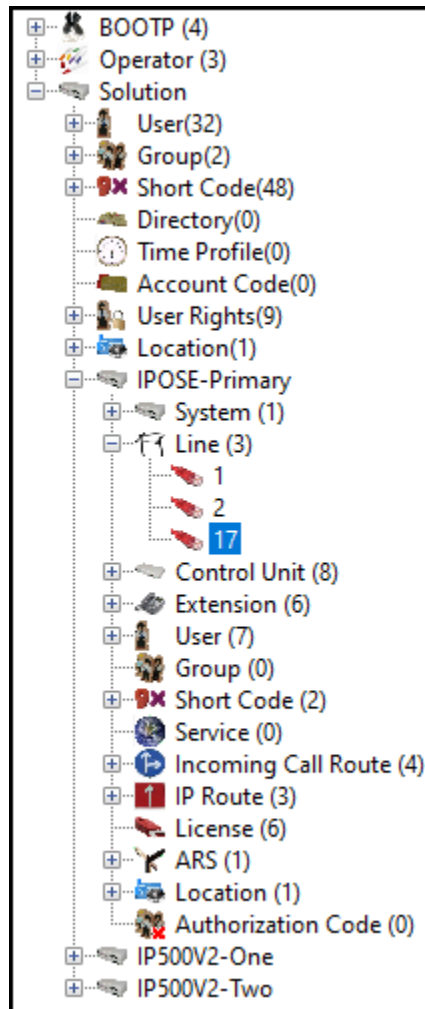 BOOTP (4)
Operator (3)
Solution
User(32)
Group(2)
Short Code(48)
Directory(0)
Time Profile(0)
Account Code(0)
User Rights(9)
Location(1)
IPOSE-Primary
System (1)
Line (3)
1
2
17
Control Unit (8)
Extension (6)
User (7)
Group (0)
Short Code (2)
Service (0)
Incoming Call Route (4)
IP Route (3)
License (6)
ARS (1)
Location (1)
Authorization Code (0)
IP500V2-One
IP500V2-Two